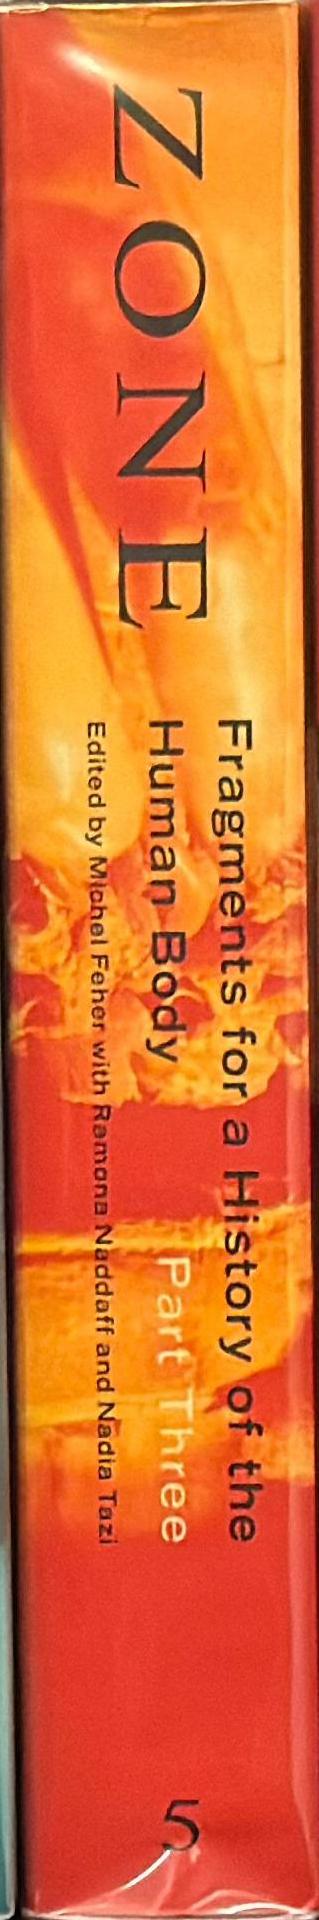 ZONE
Fragments for a History of the
Human Body Part Three
Edited by Michel Feher with Ramona Naddaff and Nadia Tazi
5